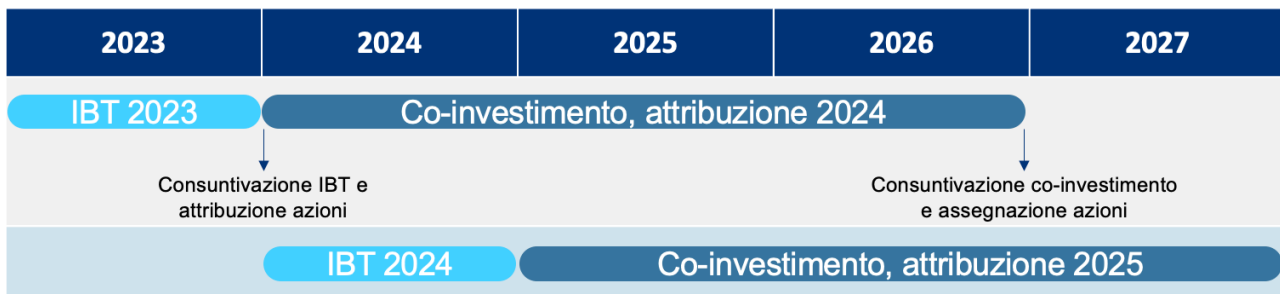 2023 2024 2025 2026 2027
IBT 2023 Co-investimento, attribuzione 2024
Consuntivazione IBT e
attribuzione azioni
Consuntivazione co-investimento
e assegnazione azioni
IBT 2024 Co-investimento, attribuzione 2025